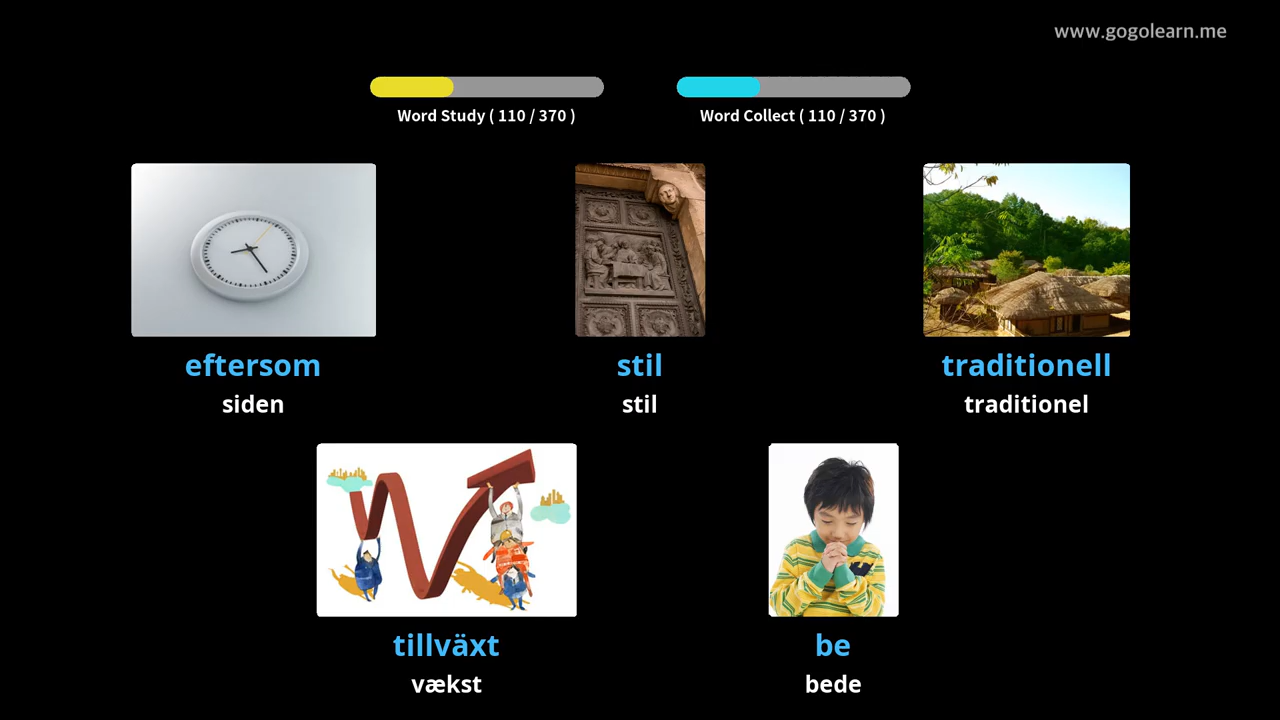 www.gogolearn.me
Word Study ( 110 / 370 )
Word Collect ( 110 / 370 )
eftersom
siden
stil
stil
traditionell
traditionel
tillväxt
vækst
be
bede